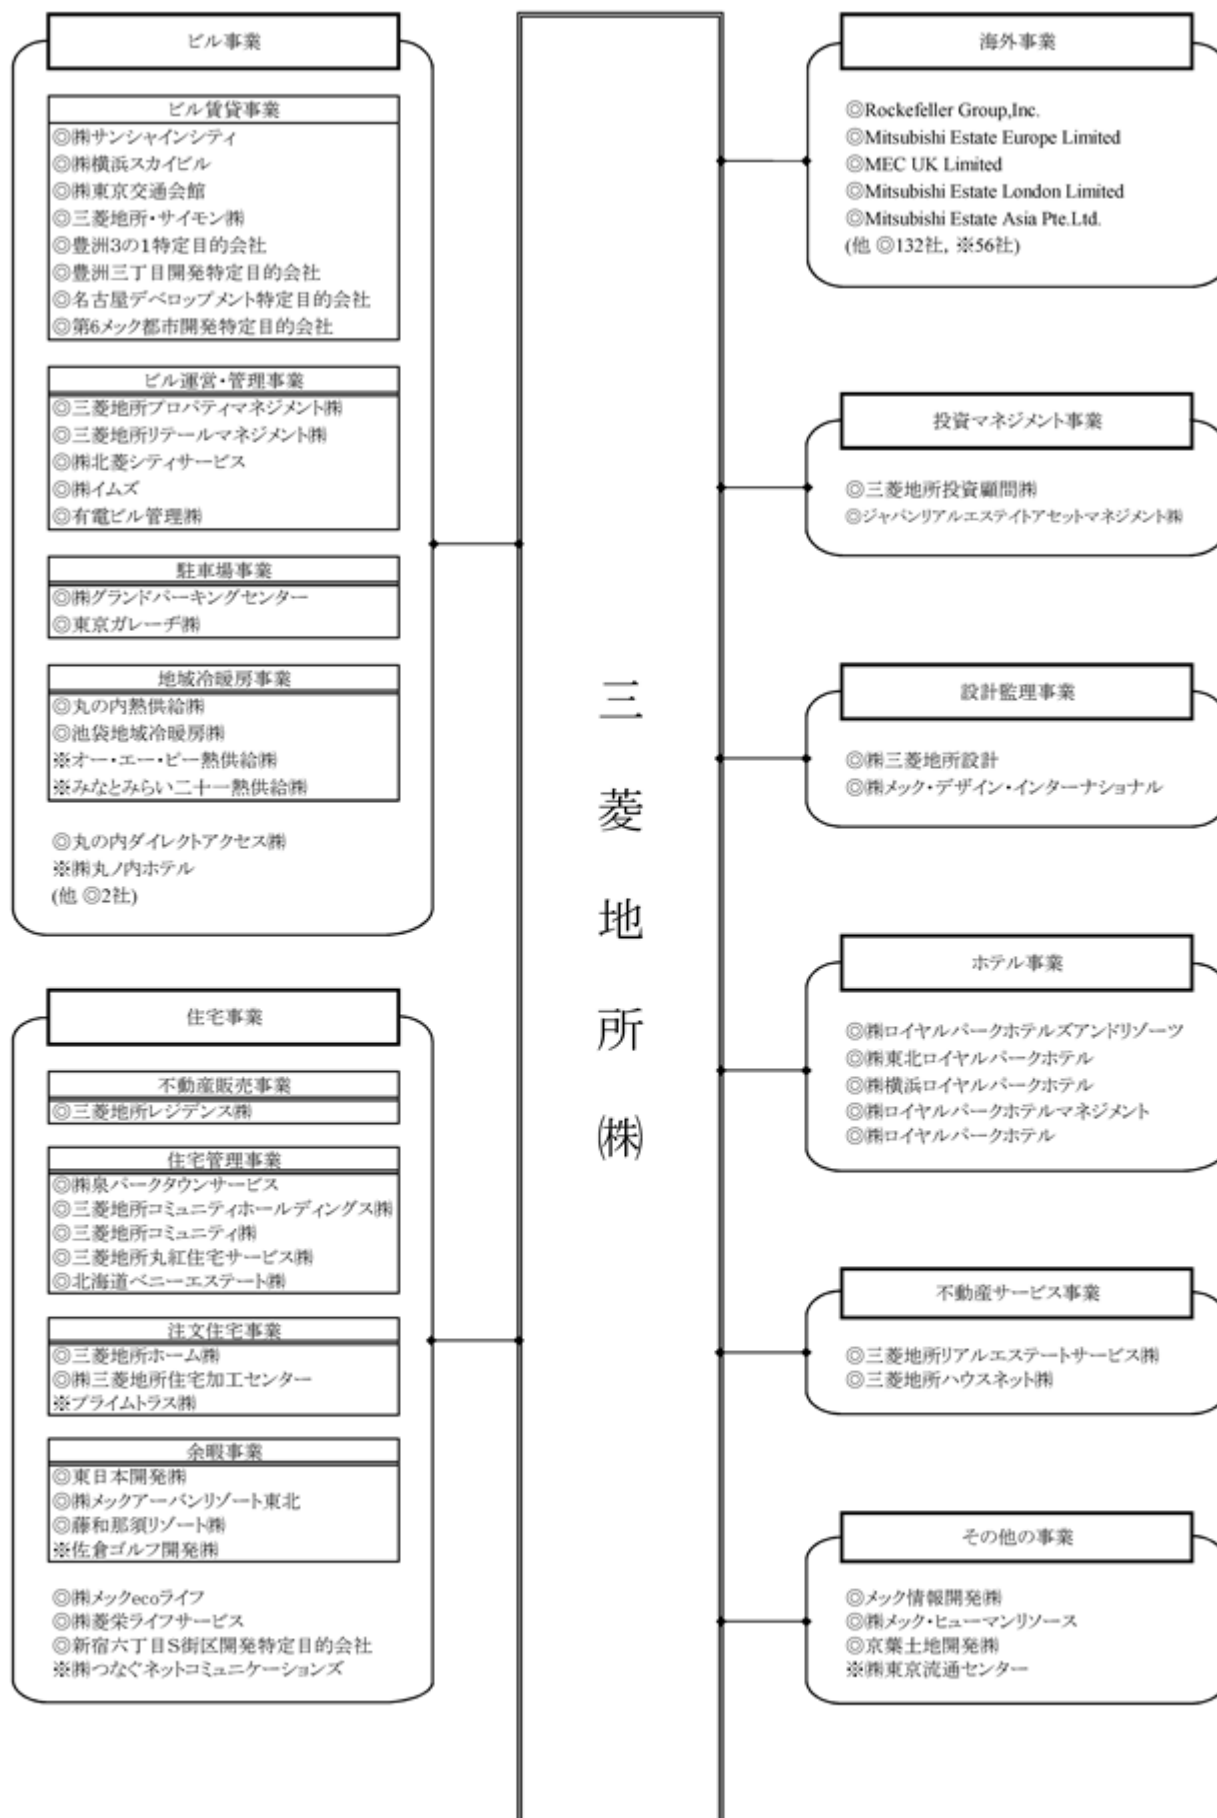 ビル事業
ビル賃貸事業
◎㈱サンシャインシティ
◎㈱横浜スカイビル
◎㈱東京交通会館
◎三菱地所・サイモン㈱
◎豊洲3の1特定目的会社
◎豊洲三丁目開発特定目的会社
◎名古屋デベロップメント特定目的会社
◎第6メック都市開発特定目的会社
ビル運営・管理事業
◎三菱地所プロパティマネジメント㈱
◎三菱地所リテールマネジメント㈱
◎㈱北菱シティサービス
◎㈱イムズ
◎有電ビル管理㈱
駐車場事業
◎㈱グランドパーキングセンター
◎東京ガレーヂ㈱
地域冷暖房事業
◎丸の内熱供給㈱
◎池袋地域冷暖房㈱
※オー・エー・ピー熱供給㈱
※みなとみらい二十一熱供給㈱
◎丸の内ダイレクトアクセス㈱
※㈱丸ノ内ホテル
(他 ◎2社)
住宅事業
不動産販売事業
◎三菱地所レジデンス㈱
住宅管理事業
◎㈱泉パークタウンサービス
◎三菱地所コミュニティホールディングス㈱
◎三菱地所コミュニティ㈱
◎三菱地所丸紅住宅サービス㈱
◎北海道ベニーエステート㈱
注文住宅事業
◎三菱地所ホーム㈱
◎㈱三菱地所住宅加工センター
※プライムトラス㈱
余暇事業
◎東日本開発㈱
◎㈱メックアーバンリゾート東北
◎藤和那須リゾート㈱
※佐倉ゴルフ開発㈱
◎㈱メックecoライフ
◎㈱菱栄ライフサービス
◎新宿六丁目S街区開発特定目的会社
※㈱つなぐネットコミュニケーションズ
三菱地所㈱
海外事業
◎Rockefeller Group,Inc.
◎Mitsubishi Estate Europe Limited
◎MEC UK Limited
◎Mitsubishi Estate London Limited
◎Mitsubishi Estate Asia Pte.Ltd.
(他 ◎132社, ※56社)
投資マネジメント事業
◎三菱地所投資顧問㈱
◎ジャパンリアルエステイトアセットマネジメント㈱
設計監理事業
◎㈱三菱地所設計
◎㈱メック・デザイン・インターナショナル
ホテル事業
◎㈱ロイヤルパークホテルズアンドリゾーツ
◎㈱東北ロイヤルパークホテル
◎㈱横浜ロイヤルパークホテル
◎㈱ロイヤルパークホテルマネジメント
◎㈱ロイヤルパークホテル
不動産サービス事業
◎三菱地所リアルエステートサービス㈱
◎三菱地所ハウスネット㈱
その他の事業
◎メック情報開発㈱
◎㈱メック・ヒューマンリソース
◎京葉土地開発㈱
※㈱東京流通センター